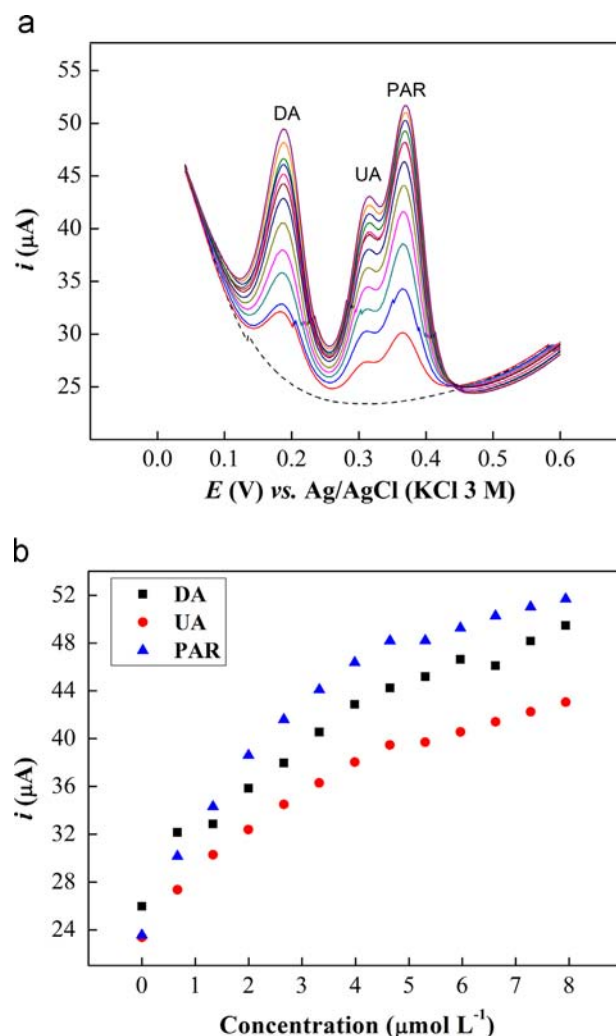 a
55
50
45
40
35
30
25
i (μA)
DA
UA
PAR
0.0 0.1 0.2 0.3 0.4 0.5 0.6
E (V) vs. Ag/AgCl (KCl 3 M)
b
52
48
44
40
36
32
28
24
i (μA)
DA
UA
PAR
0 1 2 3 4 5 6 7 8
Concentration (μmol L⁻¹)